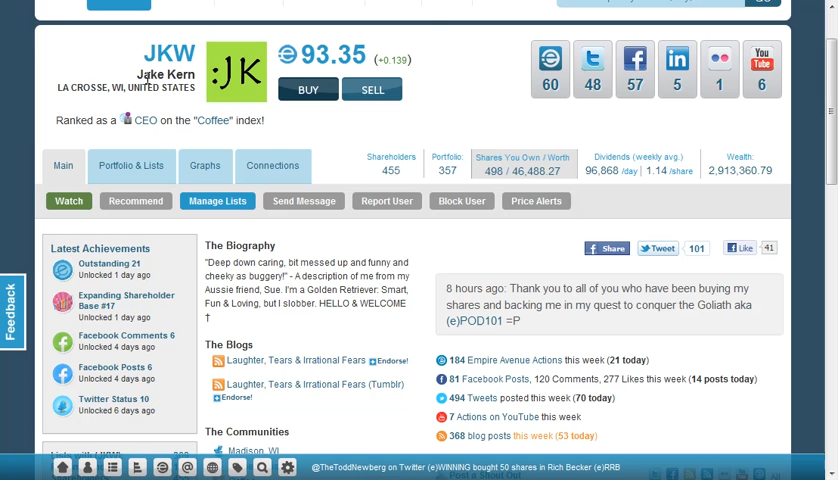 JKW
Jake Kern
LA CROSSE, WI, UNITED STATES
:JK
93.35 (+0.139)
BUY SELL
60 48 57 5 1 6
You Tube
Ranked as a CEO on the "Coffee" index!
Main Portfolio & Lists Graphs Connections
Shareholders Portfolio: Shares You Own / Worth Dividends (weekly avg.) Wealth:
455 357 498 / 46,488.27 96,868 /day 1.14 /share 2,913,360.79
Watch Recommend Manage Lists Send Message Report User Block User Price Alerts
Feedback
Latest Achievements
Outstanding 21
Unlocked 1 day ago
Expanding Shareholder
Base #17
Unlocked 1 day ago
Facebook Comments 6
Unlocked 4 days ago
Facebook Posts 6
Unlocked 4 days ago
Twitter Status 10
Unlocked 6 days ago
The Biography
"Deep down caring, bit messed up and funny and
cheeky as buggery!" - A description of me from my
Aussie friend, Sue. I'm a Golden Retriever: Smart,
Fun & Loving, but I slobber. HELLO & WELCOME
†
The Blogs
Laughter, Tears & Irrational Fears Endorse!
Laughter, Tears & Irrational Fears (Tumblr)
Endorse!
The Communities
Madison, WI
Share Tweet 101 Like 41
8 hours ago: Thank you to all of you who have been buying my
shares and backing me in my quest to conquer the Goliath aka
(e)POD101 =P
184 Empire Avenue Actions this week (21 today)
81 Facebook Posts, 120 Comments, 277 Likes this week (14 posts today)
494 Tweets posted this week (70 today)
7 Actions on YouTube this week
368 blog posts this week (53 today)
@TheToddNewberg on Twitter (e)WINNING bought 50 shares in Rich Becker (e)RRB